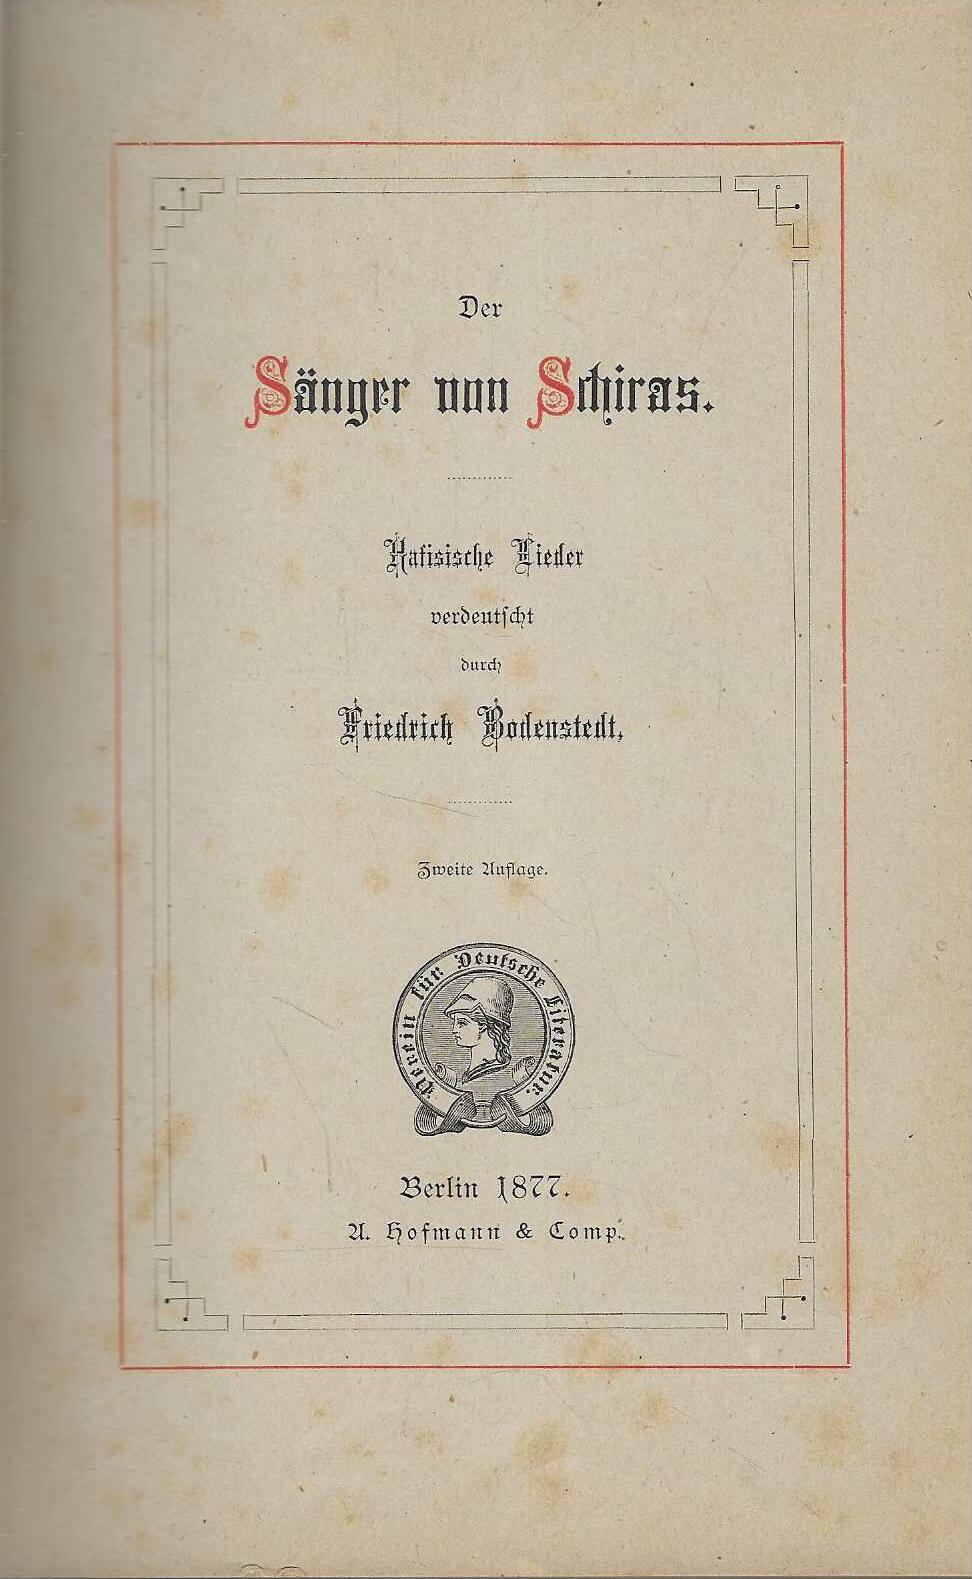 Der
Sänger von Schiras.
Hafisische Lieder
verdeutscht
durch
Friedrich Bodenstedt.
Zweite Auflage.
Verein für Deutsche Literatur.
Berlin 1877.
A. Hofmann & Comp.